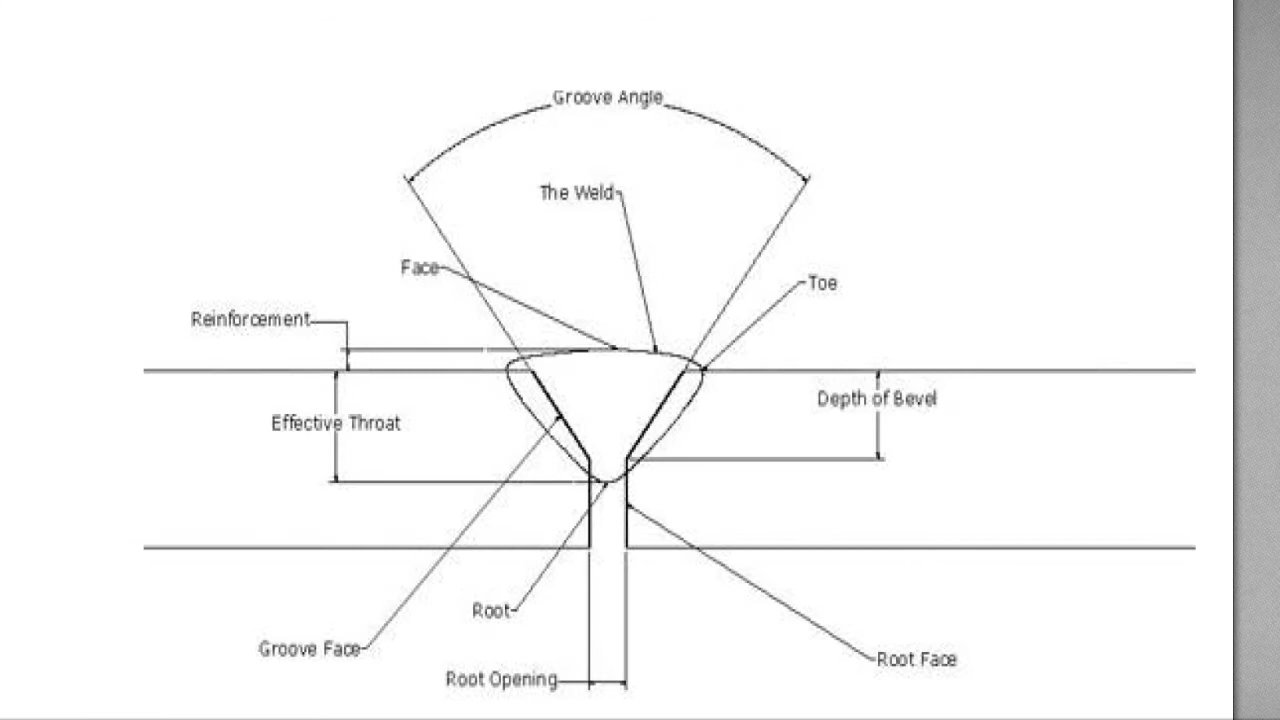 Groove Angle
The Weld
Face
Toe
Reinforcement
Depth of Bevel
Effective Throat
Root
Groove Face
Root Face
Root Opening